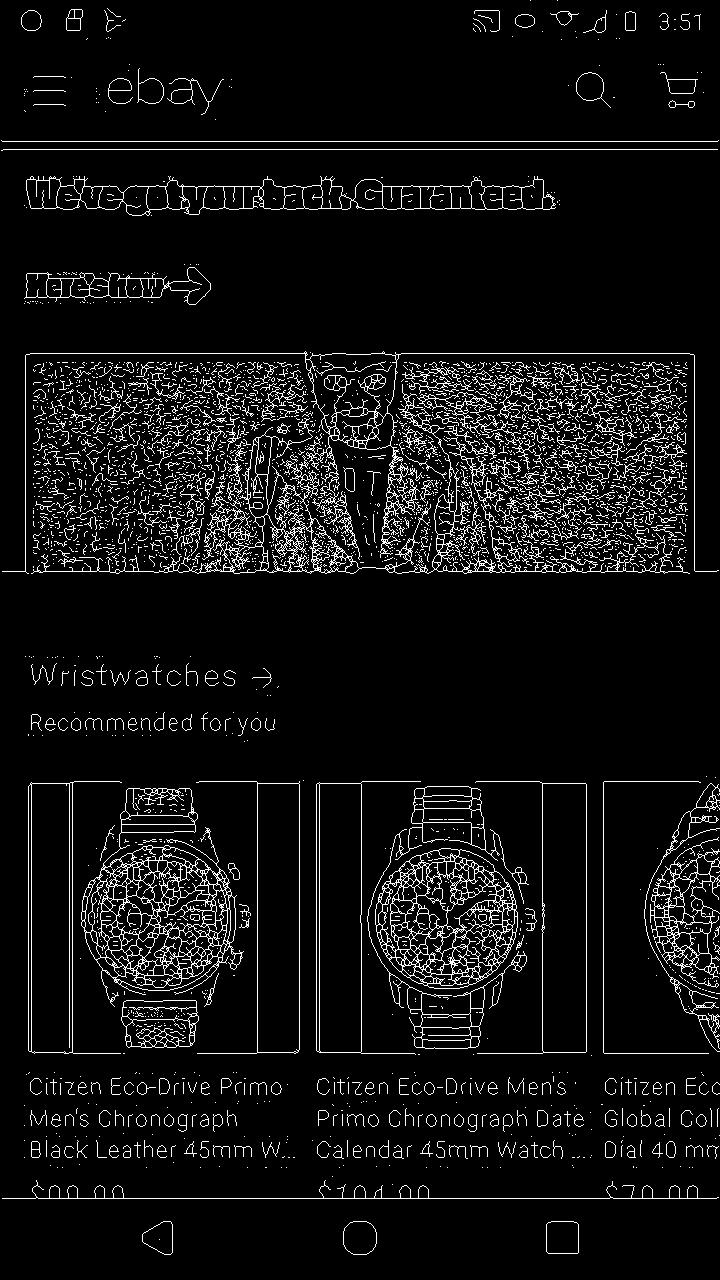 3:51
ebay
We've got your back. Guaranteed.
Here's how →
Wristwatches →
Recommended for you
Citizen Eco-Drive Primo
Men's Chronograph
Black Leather 45mm W...
Citizen Eco-Drive Men's
Primo Chronograph Date
Calendar 45mm Watch ....
Citizen Eco
Global Coll
Dial 40 mm